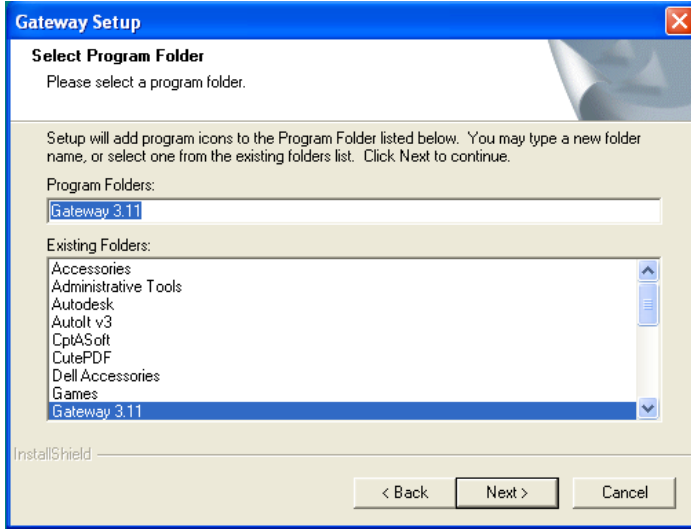 Gateway Setup
Select Program Folder
Please select a program folder.
Setup will add program icons to the Program Folder listed below. You may type a new folder
name, or select one from the existing folders list. Click Next to continue.
Program Folders:
Gateway 3.11
Existing Folders:
Accessories
Administrative Tools
Autodesk
AutoIt v3
CptASoft
CutePDF
Dell Accessories
Games
Gateway 3.11
InstallShield
< Back Next > Cancel